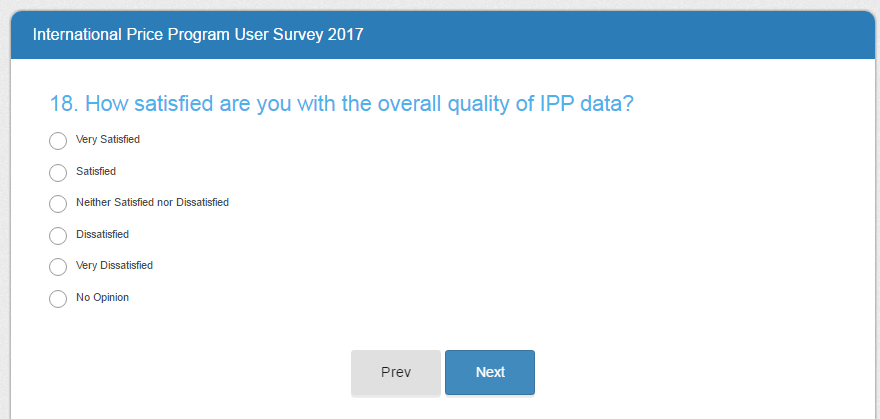 International Price Program User Survey 2017
18. How satisfied are you with the overall quality of IPP data?
Very Satisfied
Satisfied
Neither Satisfied nor Dissatisfied
Dissatisfied
Very Dissatisfied
No Opinion
Prev Next